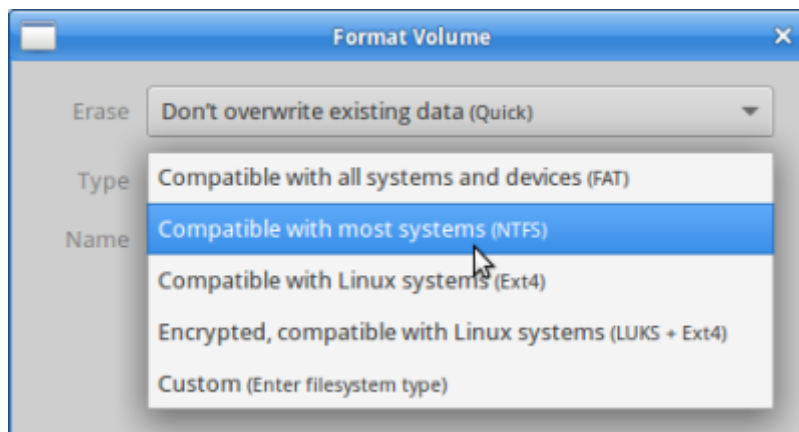 Format Volume
Erase Don't overwrite existing data (Quick)
Type Compatible with all systems and devices (FAT)
Name Compatible with most systems (NTFS)
Compatible with Linux systems (Ext4)
Encrypted, compatible with Linux systems (LUKS + Ext4)
Custom (Enter filesystem type)